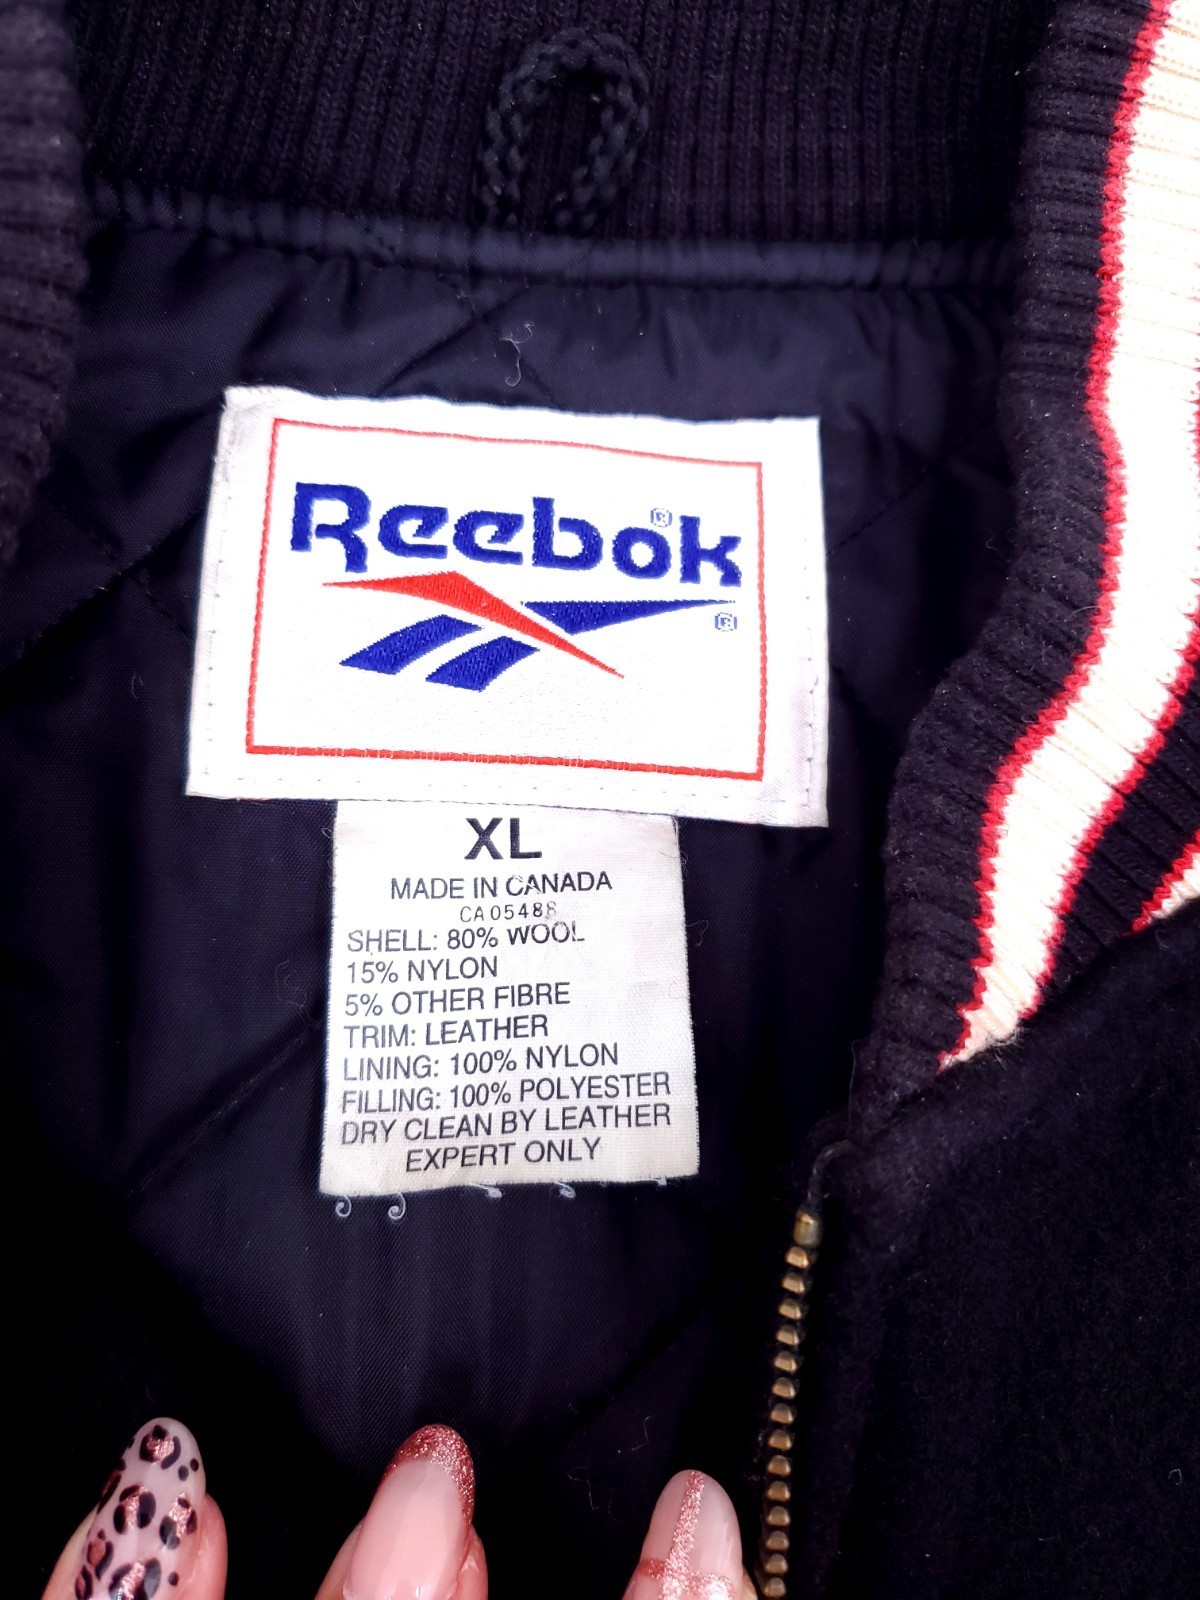 Reebok®
®
XL
MADE IN CANADA
CA05488
SHELL: 80% WOOL
15% NYLON
5% OTHER FIBRE
TRIM: LEATHER
LINING: 100% NYLON
FILLING: 100% POLYESTER
DRY CLEAN BY LEATHER
EXPERT ONLY